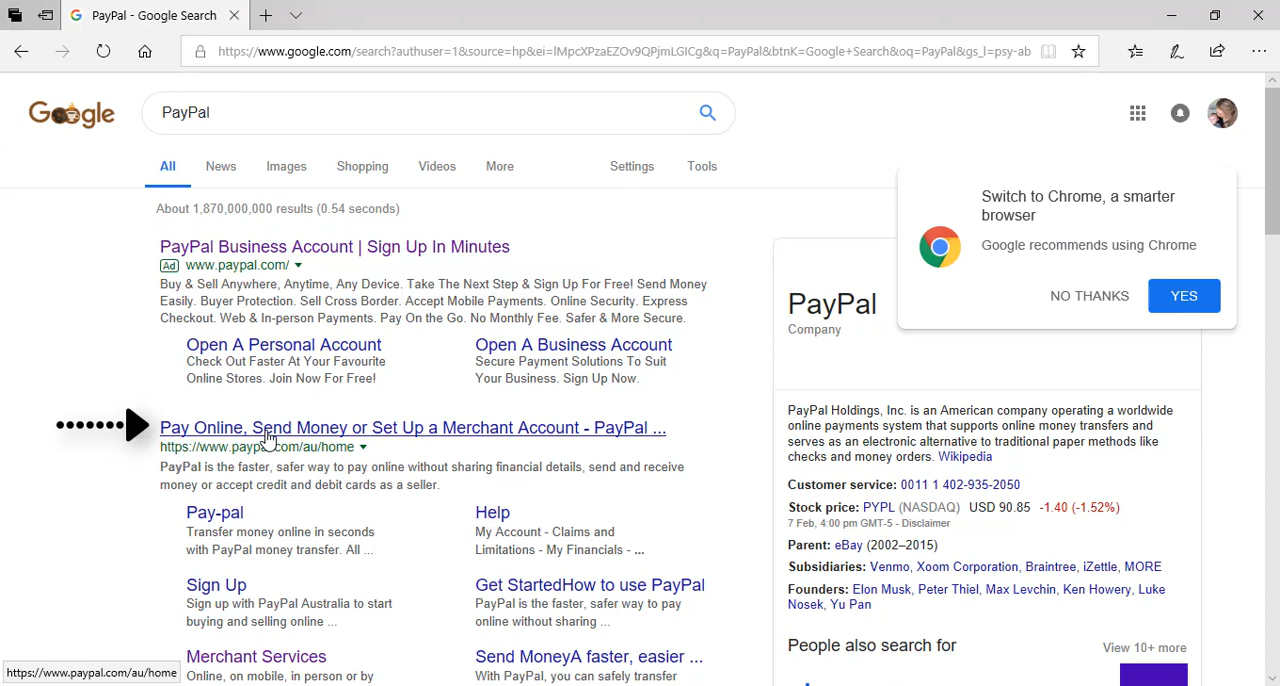 PayPal - Google Search
https://www.google.com/search?authuser=1&source=hp&ei=lMpcXPzaEZOv9QPjmLGICg&q=PayPal&btnK=Google+Search&oq=PayPal&gs_l=psy-ab
Google
PayPal
All News Images Shopping Videos More Settings Tools
About 1,870,000,000 results (0.54 seconds)
PayPal Business Account | Sign Up In Minutes
Ad www.paypal.com/
Buy & Sell Anywhere, Anytime, Any Device. Take The Next Step & Sign Up For Free! Send Money
Easily. Buyer Protection. Sell Cross Border. Accept Mobile Payments. Online Security. Express
Checkout. Web & In-person Payments. Pay On the Go. No Monthly Fee. Safer & More Secure.
Open A Personal Account
Check Out Faster At Your Favourite
Online Stores. Join Now For Free!
Open A Business Account
Secure Payment Solutions To Suit
Your Business. Sign Up Now.
Pay Online, Send Money or Set Up a Merchant Account - PayPal ...
https://www.paypal.com/au/home
PayPal is the faster, safer way to pay online without sharing financial details, send and receive
money or accept credit and debit cards as a seller.
Pay-pal
Transfer money online in seconds
with PayPal money transfer. All ...
Help
My Account - Claims and
Limitations - My Financials - ...
Sign Up
Sign up with PayPal Australia to start
buying and selling online ...
Get StartedHow to use PayPal
PayPal is the faster, safer way to pay
online without sharing ...
Merchant Services
Online, on mobile, in person or by
Send MoneyA faster, easier ...
With PayPal, you can safely transfer
Switch to Chrome, a smarter
browser
Google recommends using Chrome
NO THANKS YES
PayPal
Company
PayPal Holdings, Inc. is an American company operating a worldwide
online payments system that supports online money transfers and
serves as an electronic alternative to traditional paper methods like
checks and money orders. Wikipedia
Customer service: 0011 1 402-935-2050
Stock price: PYPL (NASDAQ) USD 90.85 -1.40 (-1.52%)
7 Feb, 4:00 pm GMT-5 - Disclaimer
Parent: eBay (2002–2015)
Subsidiaries: Venmo, Xoom Corporation, Braintree, iZettle, MORE
Founders: Elon Musk, Peter Thiel, Max Levchin, Ken Howery, Luke
Nosek, Yu Pan
People also search for View 10+ more
https://www.paypal.com/au/home